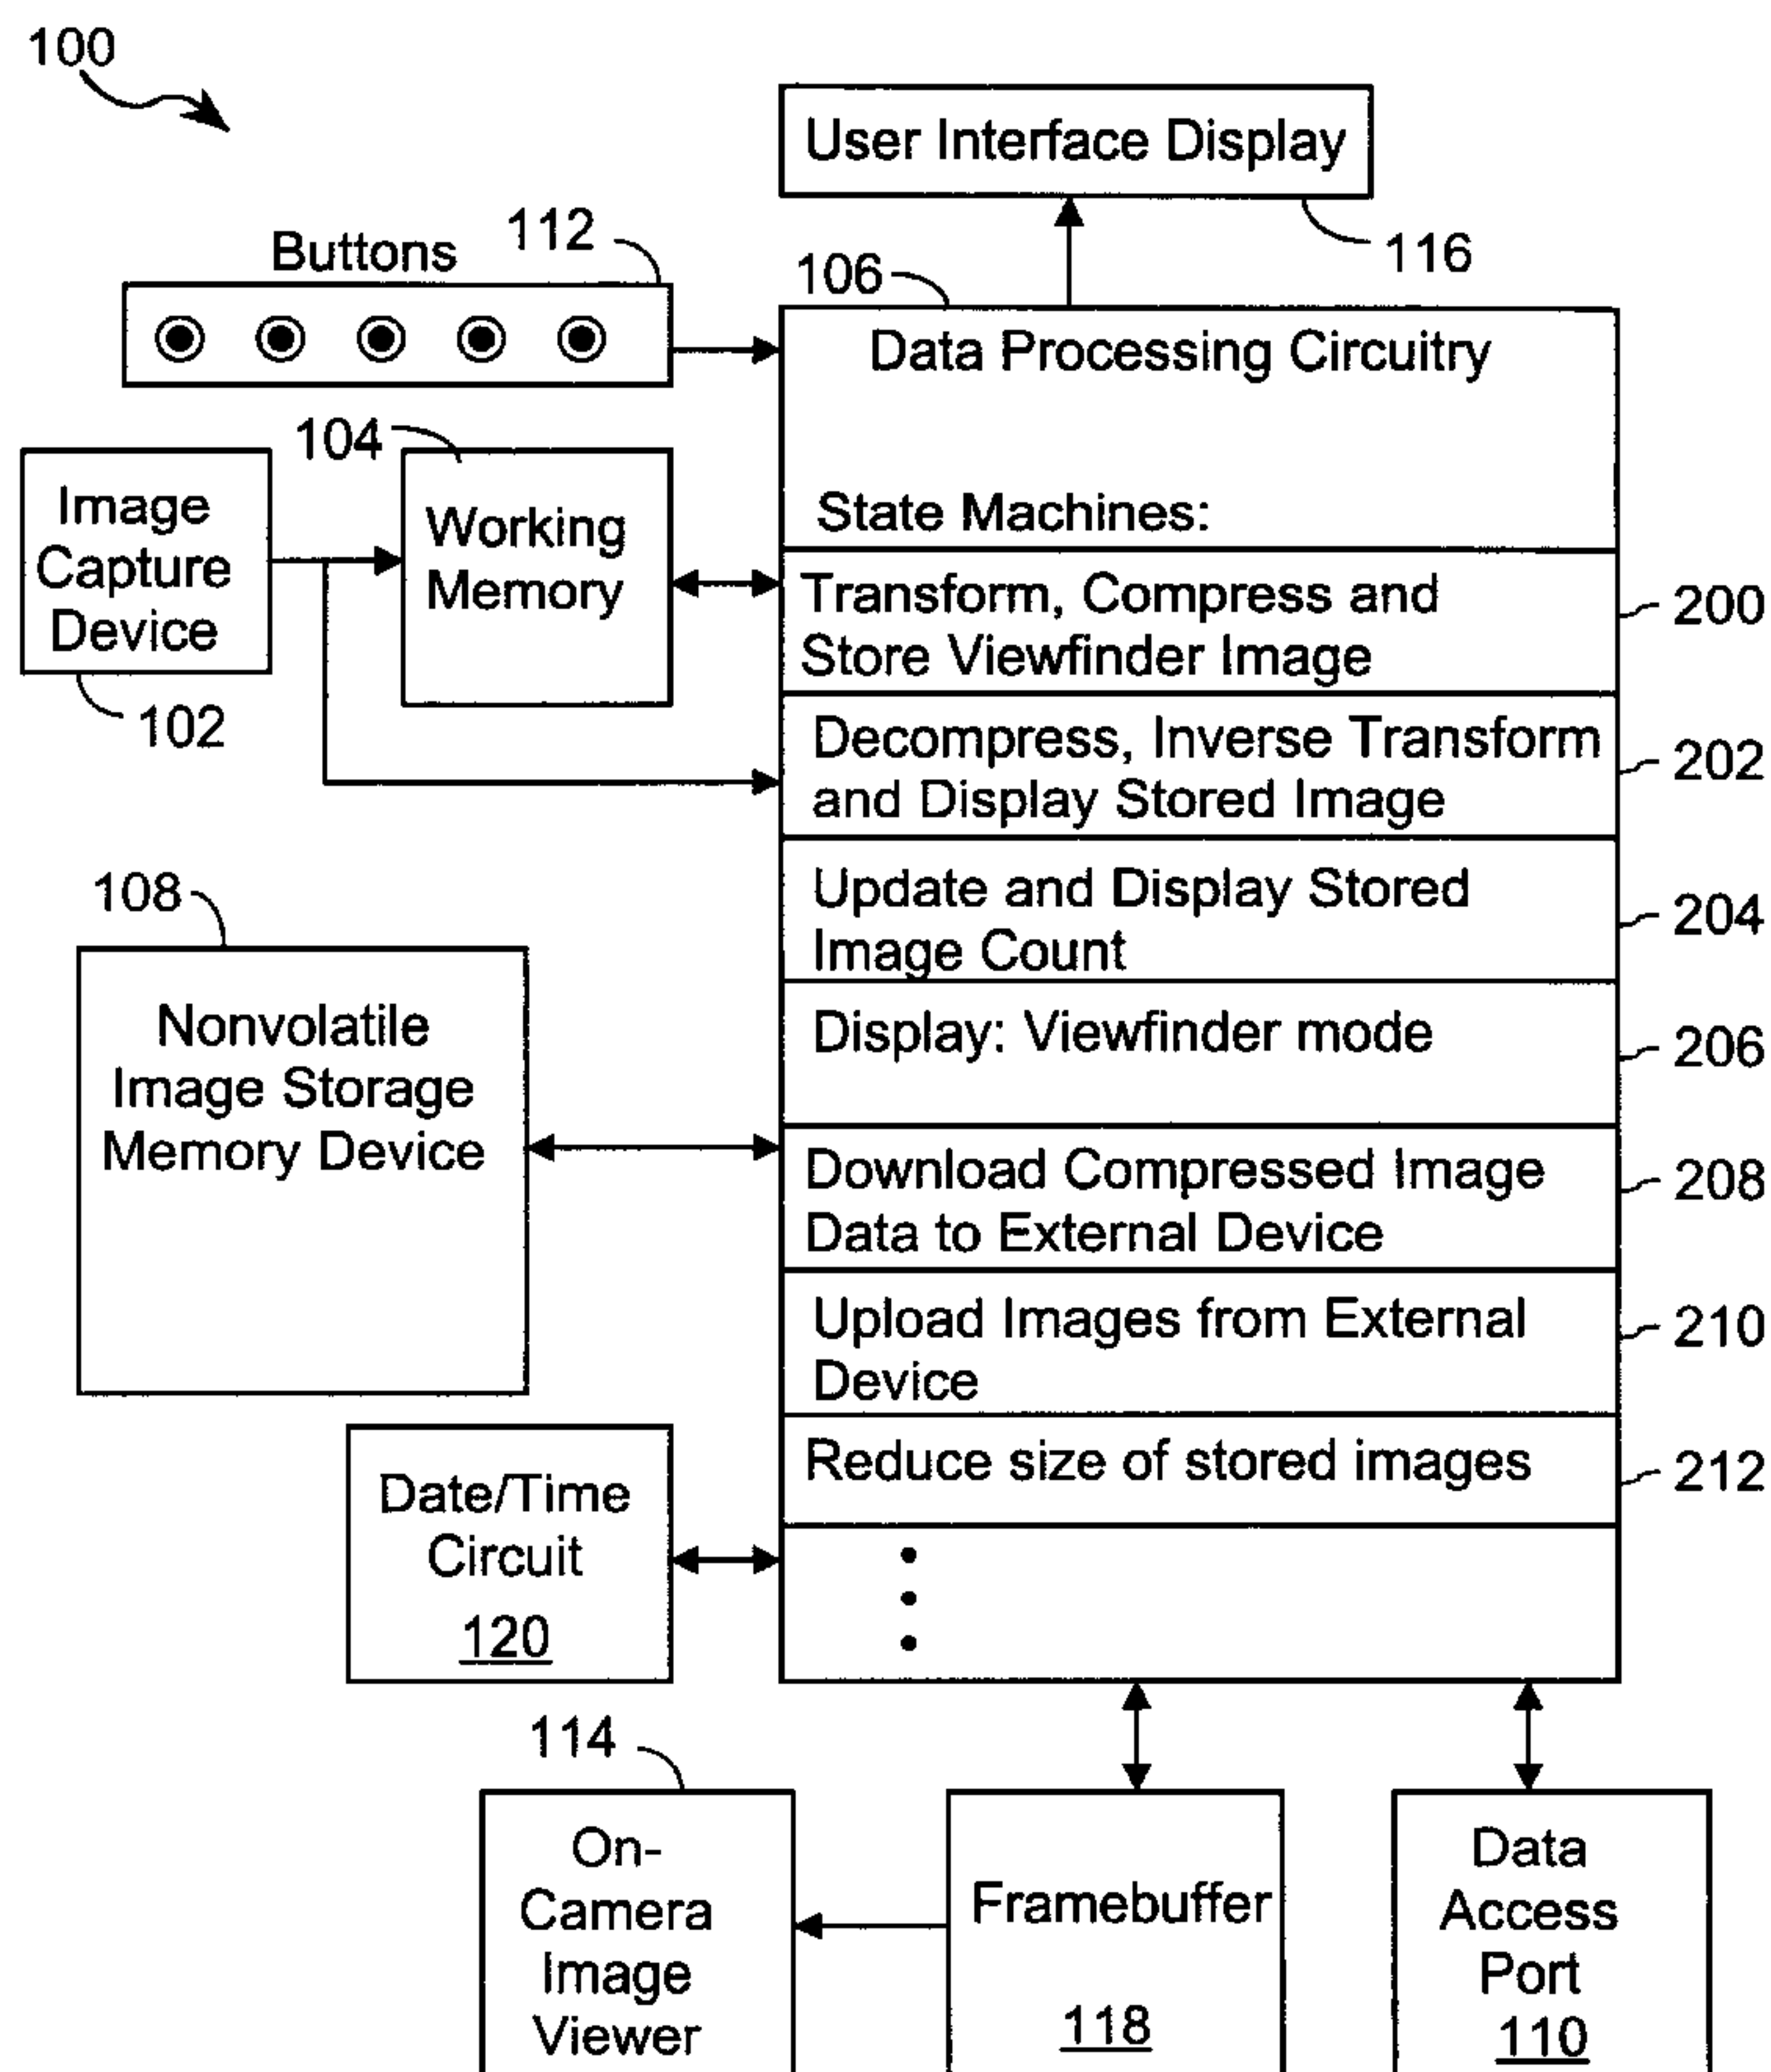 100
User Interface Display
116
Buttons 112
106
Data Processing Circuitry
State Machines:
104
Image
Capture
Device
102
Working
Memory
Transform, Compress and
Store Viewfinder Image
200
Decompress, Inverse Transform
and Display Stored Image
202
Update and Display Stored
Image Count
204
Display: Viewfinder mode
206
Download Compressed Image
Data to External Device
208
Upload Images from External
Device
210
Reduce size of stored images
212
108
Nonvolatile
Image Storage
Memory Device
Date/Time
Circuit
120
114
On-
Camera
Image
Viewer
Framebuffer
118
Data
Access
Port
110